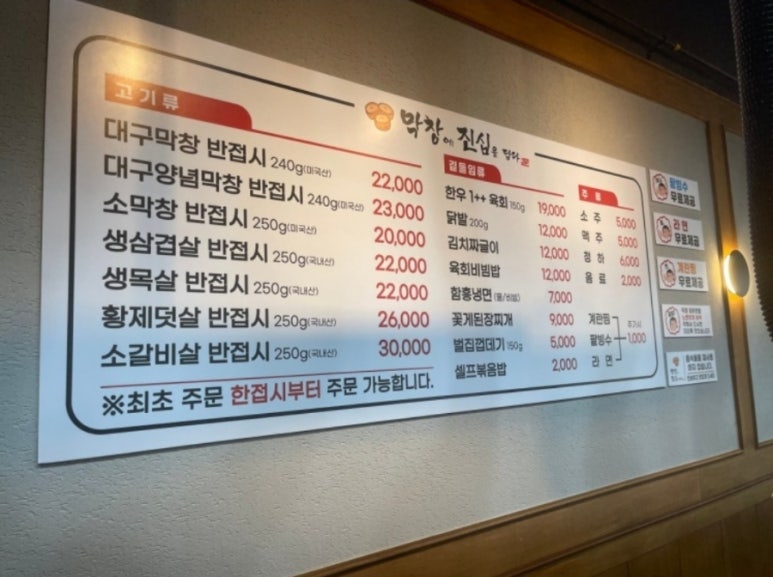 막창에 진심을 담다
고기류
대구막창 반접시 240g(미국산) 22,000
대구양념막창 반접시 240g(미국산) 23,000
소막창 반접시 250g(미국산) 20,000
생삼겹살 반접시 250g(국내산) 22,000
생목살 반접시 250g(국내산) 22,000
황제덧살 반접시 250g(국내산) 26,000
소갈비살 반접시 250g(국내산) 30,000
※최초 주문 한접시부터 주문 가능합니다.
곁들임류
한우 1++ 육회 150g 19,000
닭발 200g 12,000
김치짜글이 12,000
육회비빔밥 12,000
함흥냉면 (물/비빔) 7,000
꽃게된장찌개 9,000
벌집껍데기 150g 5,000
셀프볶음밥 2,000
주류
소주 5,000
맥주 5,000
청하 6,000
음료 2,000
계란찜
팥빙수
라면
추가시
1,000
팥빙수
무료제공
라면
무료제공
계란찜
무료제공